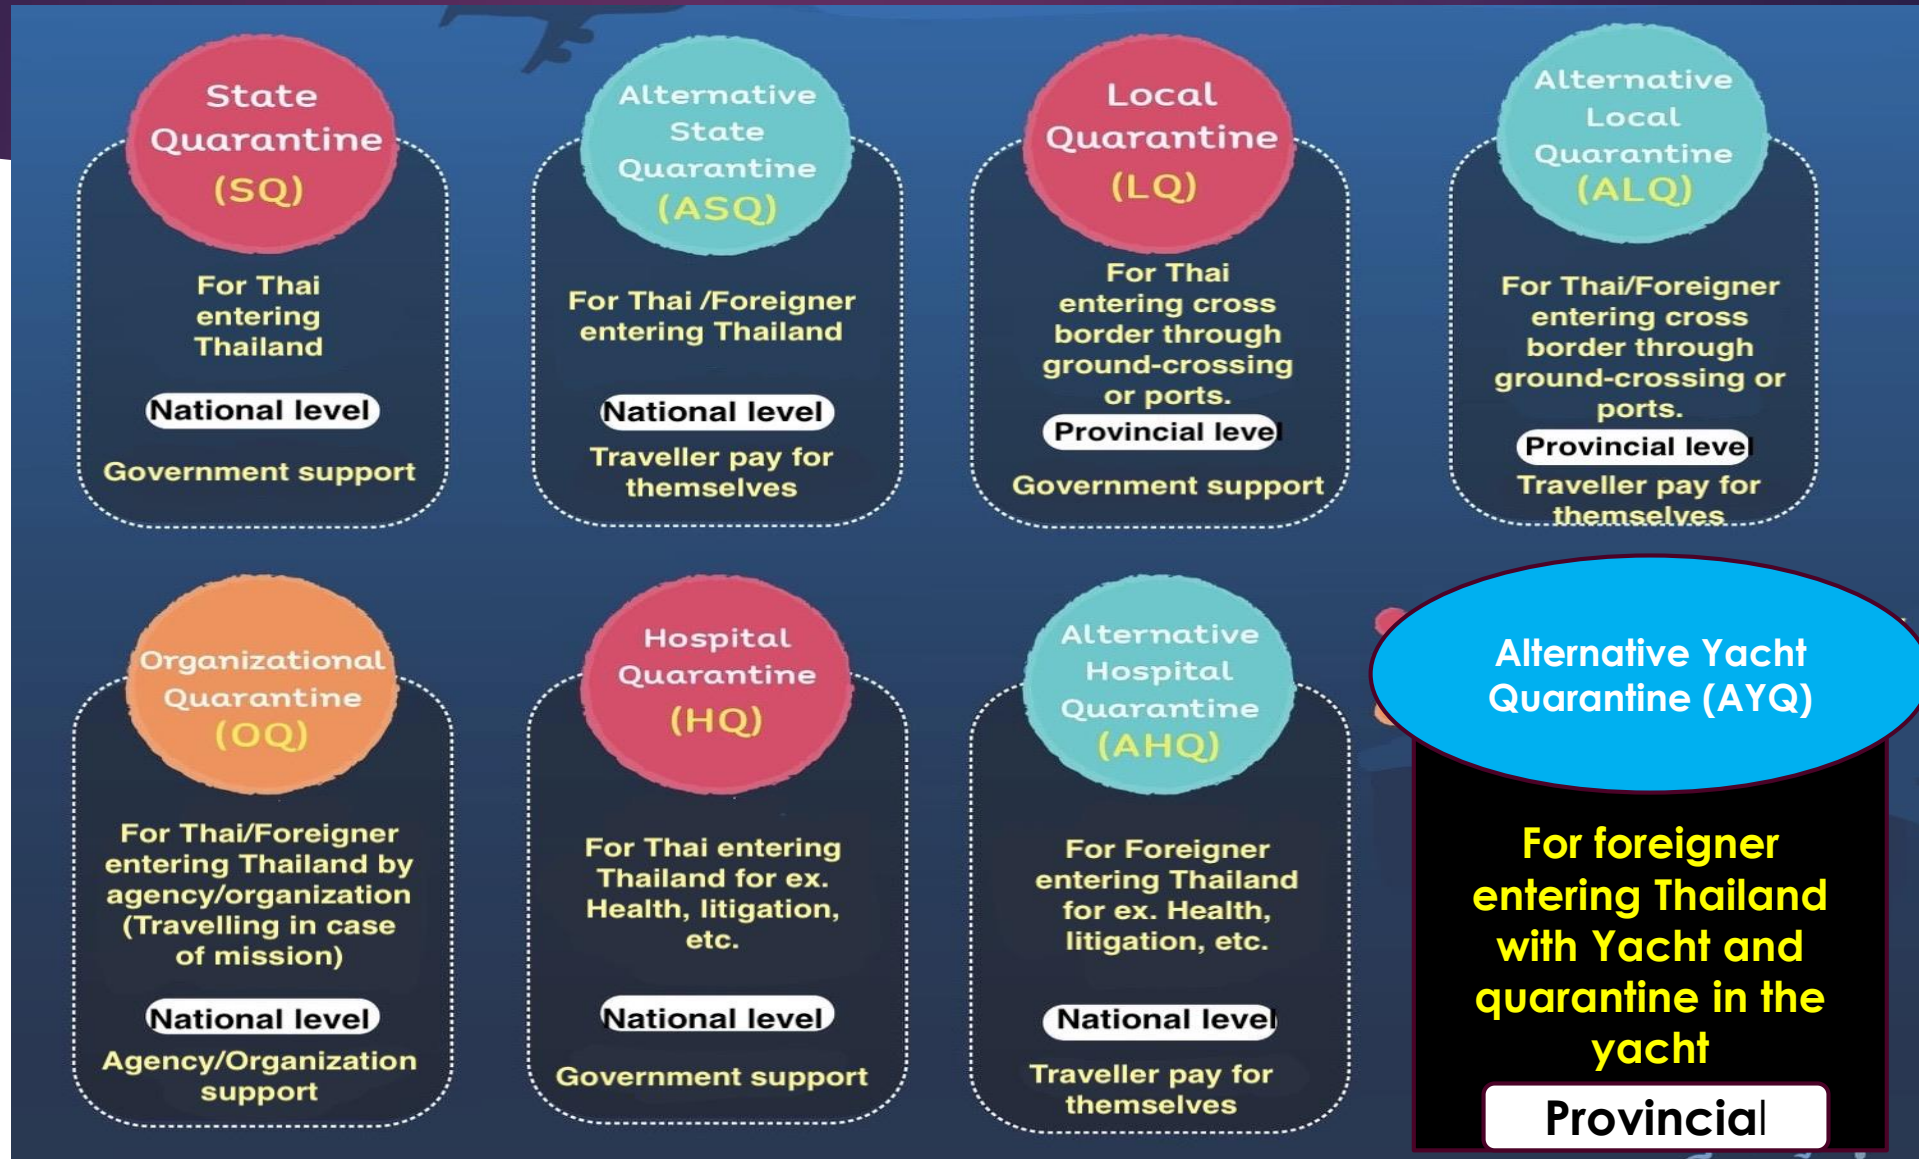 State
Quarantine
(SQ)
For Thai
entering
Thailand
National level
Government support
Alternative
State
Quarantine
(ASQ)
For Thai /Foreigner
entering Thailand
National level
Traveller pay for
themselves
Local
Quarantine
(LQ)
For Thai
entering cross
border through
ground-crossing
or ports.
Provincial level
Government support
Alternative
Local
Quarantine
(ALQ)
For Thai/Foreigner
entering cross
border through
ground-crossing or
ports.
Provincial level
Traveller pay for
themselves
Organizational
Quarantine
(OQ)
For Thai/Foreigner
entering Thailand by
agency/organization
(Travelling in case
of mission)
National level
Agency/Organization
support
Hospital
Quarantine
(HQ)
For Thai entering
Thailand for ex.
Health, litigation,
etc.
National level
Government support
Alternative
Hospital
Quarantine
(AHQ)
For Foreigner
entering Thailand
for ex. Health,
litigation, etc.
National level
Traveller pay for
themselves
Alternative Yacht
Quarantine (AYQ)
For foreigner
entering Thailand
with Yacht and
quarantine in the
yacht
Provincial